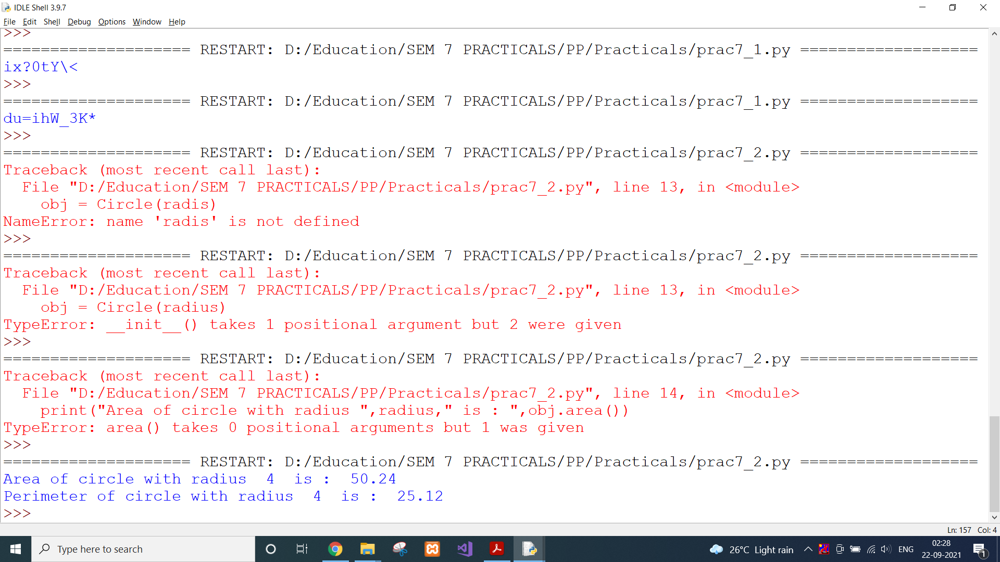 IDLE Shell 3.9.7
File Edit Shell Debug Options Window Help
>>>
==================== RESTART: D:/Education/SEM 7 PRACTICALS/PP/Practicals/prac7_1.py ===================
ix?0tY\<
>>>
==================== RESTART: D:/Education/SEM 7 PRACTICALS/PP/Practicals/prac7_1.py ===================
du=ihW_3K*
>>>
==================== RESTART: D:/Education/SEM 7 PRACTICALS/PP/Practicals/prac7_2.py ===================
Traceback (most recent call last):
  File "D:/Education/SEM 7 PRACTICALS/PP/Practicals/prac7_2.py", line 13, in <module>
    obj = Circle(radis)
NameError: name 'radis' is not defined
>>>
==================== RESTART: D:/Education/SEM 7 PRACTICALS/PP/Practicals/prac7_2.py ===================
Traceback (most recent call last):
  File "D:/Education/SEM 7 PRACTICALS/PP/Practicals/prac7_2.py", line 13, in <module>
    obj = Circle(radius)
TypeError: __init__() takes 1 positional argument but 2 were given
>>>
==================== RESTART: D:/Education/SEM 7 PRACTICALS/PP/Practicals/prac7_2.py ===================
Traceback (most recent call last):
  File "D:/Education/SEM 7 PRACTICALS/PP/Practicals/prac7_2.py", line 14, in <module>
    print("Area of circle with radius ",radius," is : ",obj.area())
TypeError: area() takes 0 positional arguments but 1 was given
>>>
==================== RESTART: D:/Education/SEM 7 PRACTICALS/PP/Practicals/prac7_2.py ===================
Area of circle with radius  4  is :  50.24
Perimeter of circle with radius  4  is :  25.12
>>>
Ln: 157 Col: 4
Type here to search
26°C Light rain
ENG
02:28
22-09-2021
1